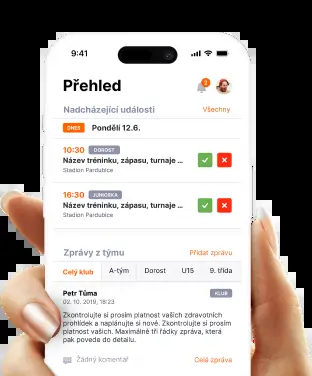 9:41
Přehled
2
Nadcházející události
Všechny
DNES Pondělí 12.6.
10:30 DOROST
Název tréninku, zápasu, turnaje ...
Stadion Pardubice
16:30 JUNIORKA
Název tréninku, zápasu, turnaje ...
Stadion Pardubice
Zprávy z týmu
Přidat zprávu
Celý klub A-tým Dorost U15 9. třída
Petr Tůma KLUB
02. 10. 2019, 18:23
Zkontrolujte si prosím platnost vašich zdravotních
prohlídek a naplánujte si nové. Zkontrolujte si prosím
platnost vašich. Maximálně tři řádky zpráva, která
pak povede do detailu.
Žádný komentář Celá zpráva